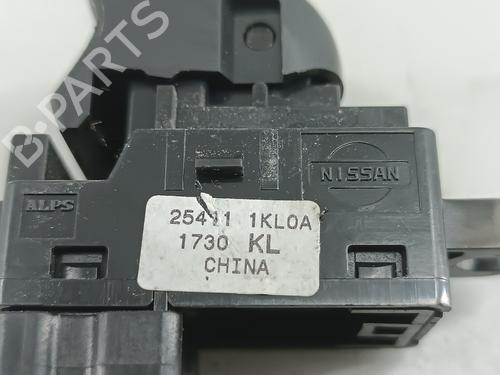 B-PARTS
NISSAN
ALPS
25411 1KL0A
1730 KL
CHINA